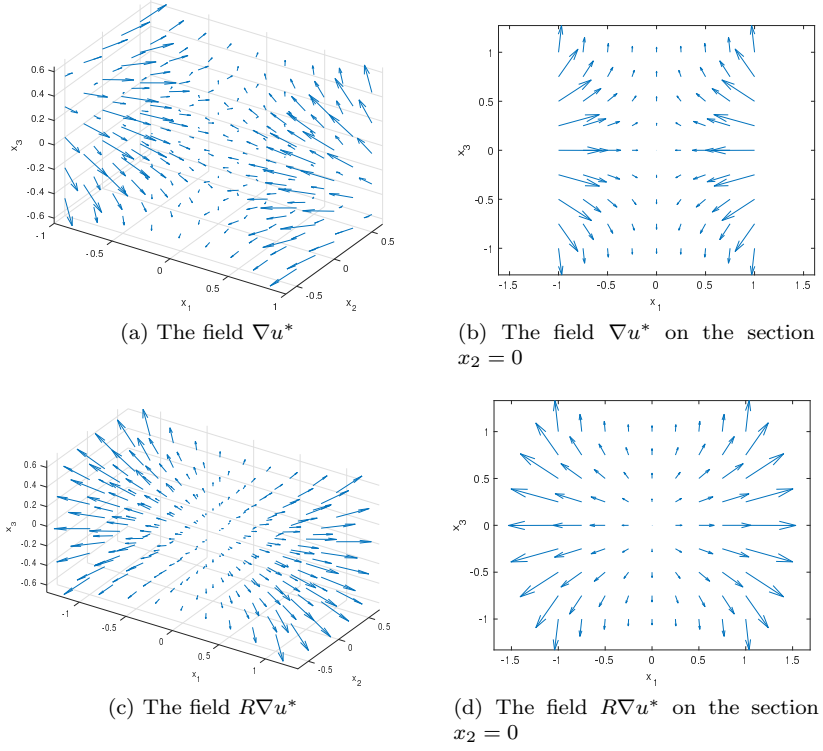 0.6
0.4
0.2
0
-0.2
-0.4
-0.6
x3
-1
-0.5
0
0.5
1
x1
-0.5
0
0.5
x2
(a) The field ∇u*
1
0.5
0
-0.5
-1
x3
-1.5 -1 -0.5 0 0.5 1 1.5
x1
(b) The field ∇u* on the section
x2 = 0
0.6
0.4
0.2
0
-0.2
-0.4
-0.6
x3
-1
-0.5
0
0.5
1
x1
-0.5
0
0.5
x2
(c) The field R∇u*
1
0.5
0
-0.5
-1
x3
-1.5 -1 -0.5 0 0.5 1 1.5
x1
(d) The field R∇u* on the section
x2 = 0